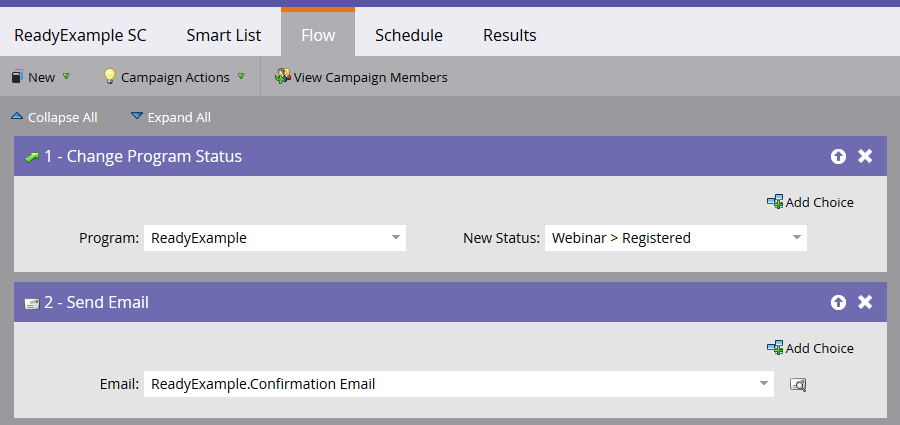 ReadyExample SC Smart List Flow Schedule Results
New Campaign Actions View Campaign Members
Collapse All Expand All
1 - Change Program Status
Add Choice
Program: ReadyExample New Status: Webinar > Registered
2 - Send Email
Add Choice
Email: ReadyExample.Confirmation Email